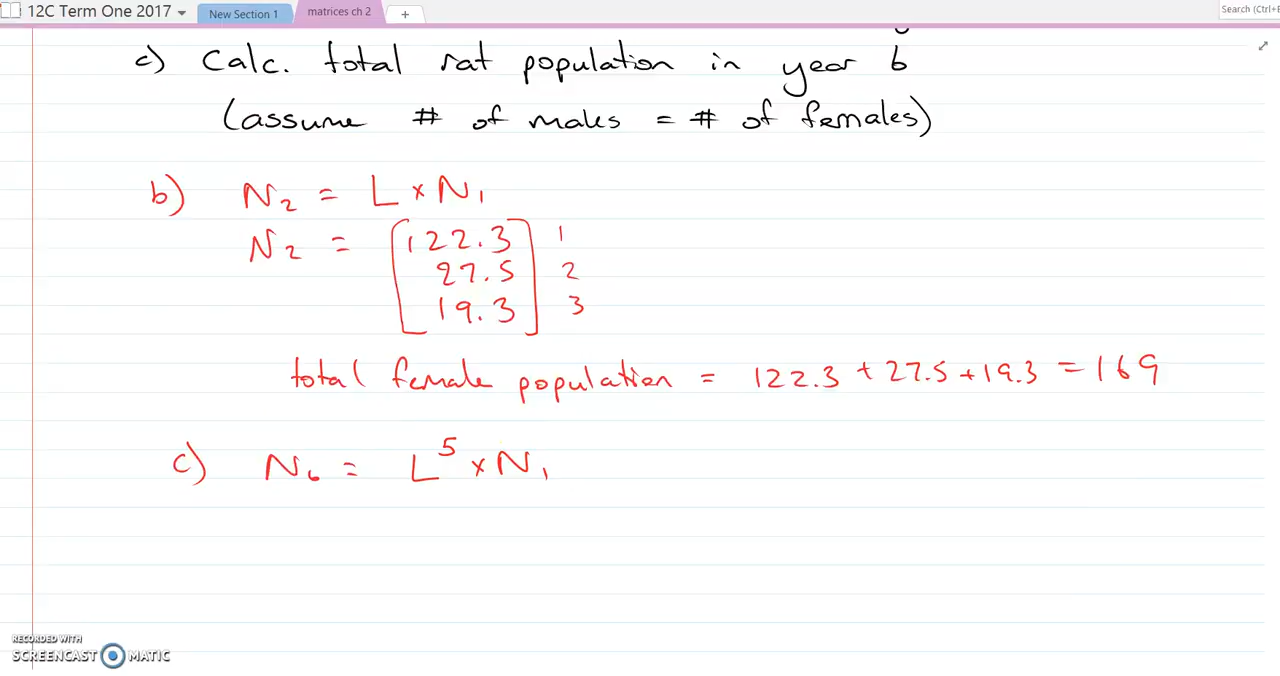 12C Term One 2017
New Section 1
matrices ch 2
+
Search (Ctrl+E
c) Calc. total rat population in year 6
(assume # of males = # of females)
b) N₂ = L × N₁
N₂ = [122.3] 1
27.5 2
19.3 3
total female population = 122.3 + 27.5 + 19.3 = 169
c) N₆ = L⁵ × N₁
RECORDED WITH
SCREENCAST MATIC